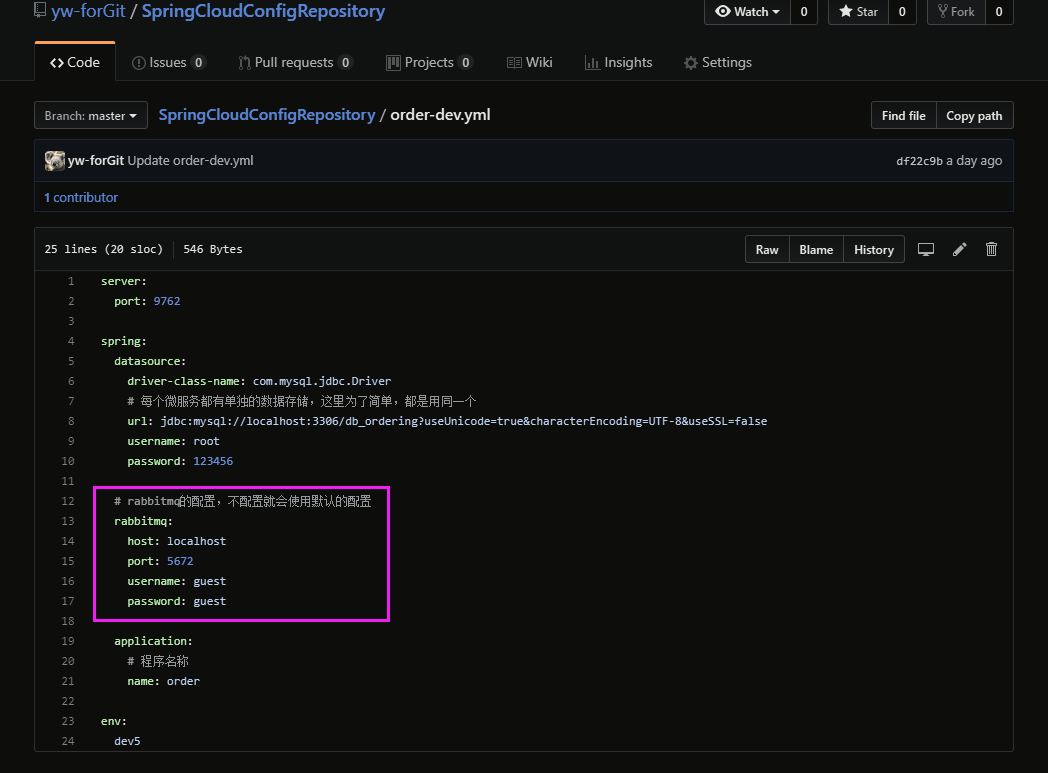 yw-forGit / SpringCloudConfigRepository
Watch 0 Star 0 Fork 0
Code Issues 0 Pull requests 0 Projects 0 Wiki Insights Settings
Branch: master SpringCloudConfigRepository / order-dev.yml Find file Copy path
yw-forGit Update order-dev.yml df22c9b a day ago
1 contributor
25 lines (20 sloc) 546 Bytes Raw Blame History
1 server:
2 port: 9762
3
4 spring:
5 datasource:
6 driver-class-name: com.mysql.jdbc.Driver
7 # 每个微服务都有单独的数据存储，这里为了简单，都是用同一个
8 url: jdbc:mysql://localhost:3306/db_ordering?useUnicode=true&characterEncoding=UTF-8&useSSL=false
9 username: root
10 password: 123456
11
12 # rabbitmq的配置，不配置就会使用默认的配置
13 rabbitmq:
14 host: localhost
15 port: 5672
16 username: guest
17 password: guest
18
19 application:
20 # 程序名称
21 name: order
22
23 env:
24 dev5